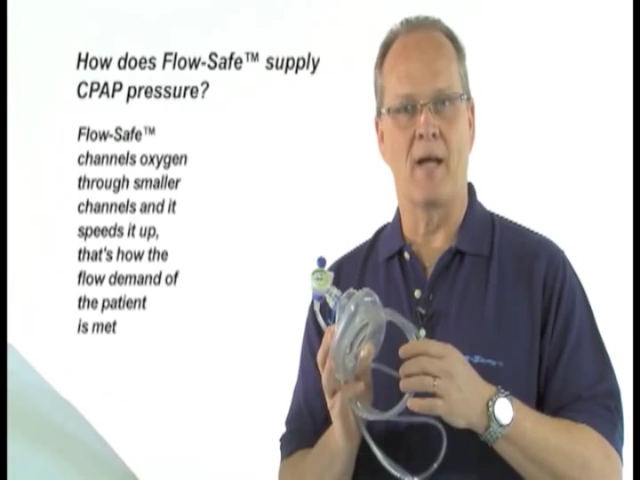 How does Flow-Safe™ supply
CPAP pressure?
Flow-Safe™
channels oxygen
through smaller
channels and it
speeds it up,
that's how the
flow demand of
the patient
is met